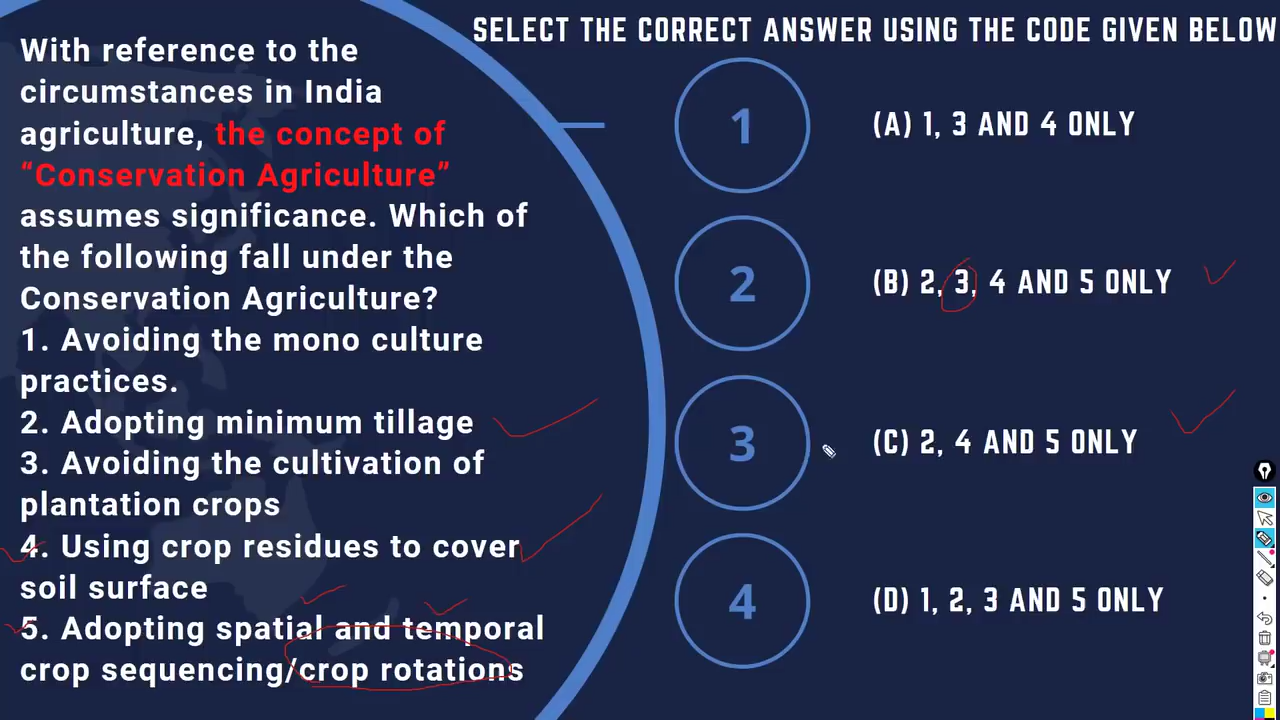 With reference to the
circumstances in India
agriculture, the concept of
“Conservation Agriculture”
assumes significance. Which of
the following fall under the
Conservation Agriculture?
1. Avoiding the mono culture
practices.
2. Adopting minimum tillage
3. Avoiding the cultivation of
plantation crops
4. Using crop residues to cover
soil surface
5. Adopting spatial and temporal
crop sequencing/crop rotations
SELECT THE CORRECT ANSWER USING THE CODE GIVEN BELOW
1
(A) 1, 3 AND 4 ONLY
2
(B) 2, 3, 4 AND 5 ONLY
3
(C) 2, 4 AND 5 ONLY
4
(D) 1, 2, 3 AND 5 ONLY